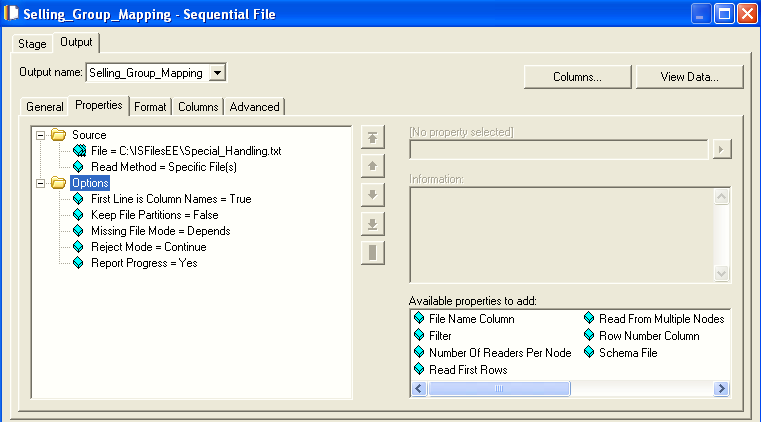 Selling_Group_Mapping - Sequential File
Stage
Output
Output name:
Selling_Group_Mapping
Columns...
View Data...
General
Properties
Format
Columns
Advanced
Source
File = C:\ISFilesEE\Special_Handling.txt
Read Method = Specific File(s)
Options
First Line is Column Names = True
Keep File Partitions = False
Missing File Mode = Depends
Reject Mode = Continue
Report Progress = Yes
[No property selected]
Information:
Available properties to add:
File Name Column
Filter
Number Of Readers Per Node
Read First Rows
Read From Multiple Nodes
Row Number Column
Schema File